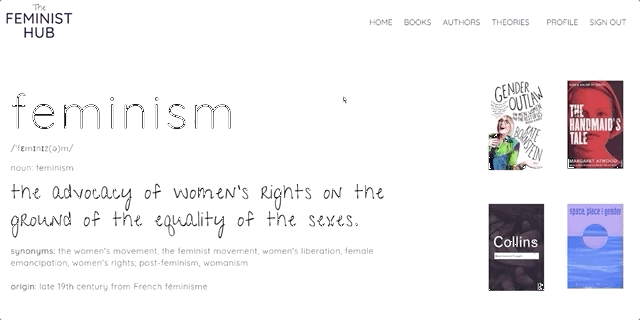 The
FEMINIST
HUB
HOME BOOKS AUTHORS THEORIES PROFILE SIGN OUT
feminism
/ˈfɛmɪnɪz(ə)m/
noun: feminism
the advocacy of women's rights on the
ground of the equality of the sexes.
synonyms: the women's movement, the feminist movement, women's liberation, female
emancipation, women's rights; post-feminism, womanism
origin: late 19th century from French féminisme
GENDER
OUTLAW
KATE
BORNSTEIN
THE
HANDMAID'S
TALE
MARGARET ATWOOD
Collins
space, place & gender